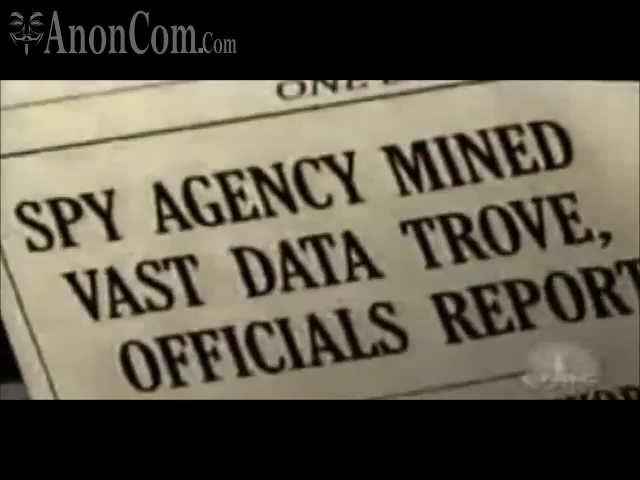 AnonCom.Com
SPY AGENCY MINED
VAST DATA TROVE,
OFFICIALS REPORT